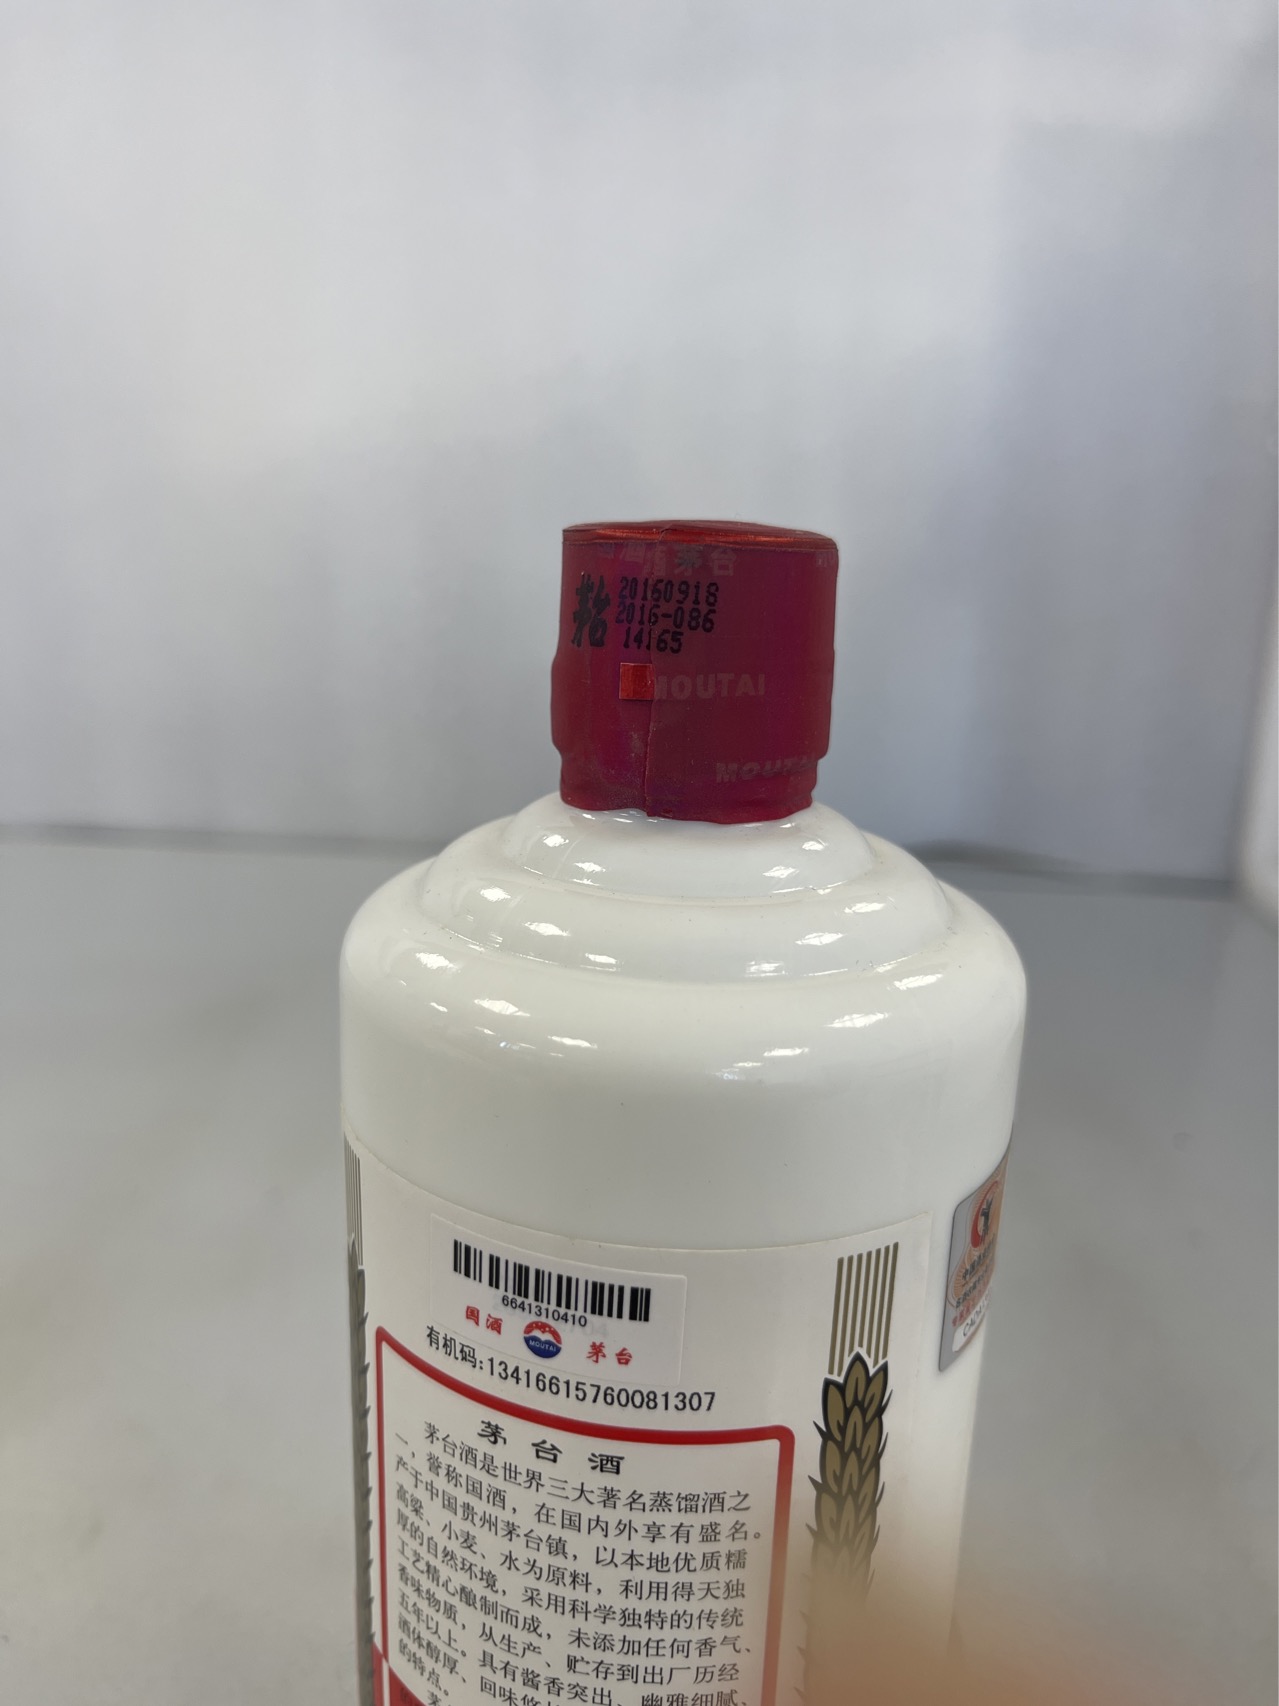 茅台
茅台
20160918
2016-086
14165
MOUTAI
MOUTAI
6641310410
国酒 MOUTAI 茅台
有机码:13416615760081307
茅台酒
茅台酒是世界三大著名蒸馏酒之
一，誉称国酒，在国内外享有盛名。
产于中国贵州茅台镇，以本地优质糯
高粱、小麦、水为原料，利用得天独
厚的自然环境，采用科学独特的传统
工艺精心酿制而成，未添加任何香气、
香味物质，从生产、贮存到出厂历经
五年以上。具有酱香突出、幽雅细腻、
酒体醇厚、回味悠
的特点。